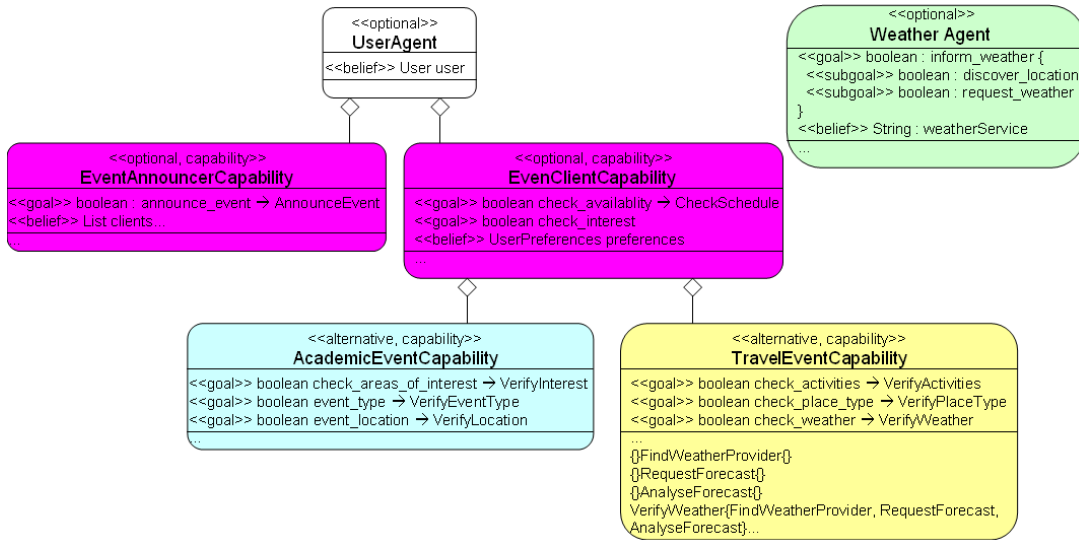 <<optional>>
UserAgent
<<belief>> User user
<<optional>>
Weather Agent
<<goal>> boolean : inform_weather {
<<subgoal>> boolean : discover_location
<<subgoal>> boolean : request_weather
}
<<belief>> String : weatherService
...
<<optional, capability>>
EventAnnouncerCapability
<<goal>> boolean : announce_event → AnnounceEvent
<<belief>> List clients...
...
<<optional, capability>>
EvenClientCapability
<<goal>> boolean check_availablity → CheckSchedule
<<goal>> boolean check_interest
<<belief>> UserPreferences preferences
...
<<alternative, capability>>
AcademicEventCapability
<<goal>> boolean check_areas_of_interest → VerifyInterest
<<goal>> boolean event_type → VerifyEventType
<<goal>> boolean event_location → VerifyLocation
...
<<alternative, capability>>
TravelEventCapability
<<goal>> boolean check_activities → VerifyActivities
<<goal>> boolean check_place_type → VerifyPlaceType
<<goal>> boolean check_weather → VerifyWeather
...
{}FindWeatherProvider{}
{}RequestForecast{}
{}AnalyseForecast{}
VerifyWeather{FindWeatherProvider, RequestForecast,
AnalyseForecast}...